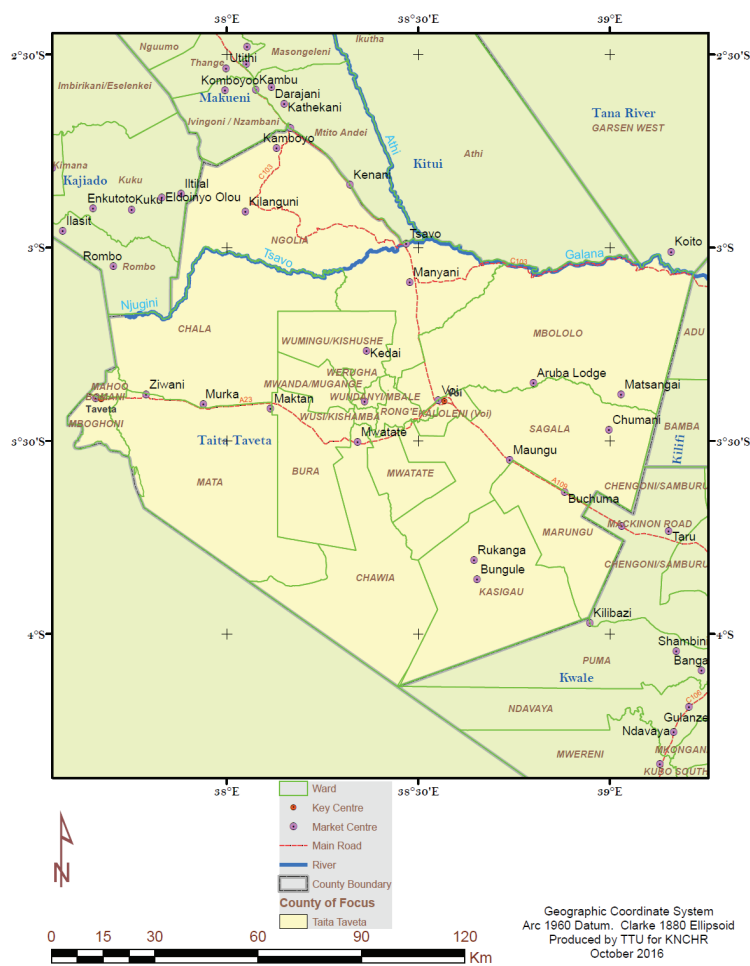 38°E
38°30'E
39°E
2°30'S
2°30'S
Nguumo
Ikutha
Utithi
Thange
Masongeleni
Komboyoo
Kambu
Imbirikani/Eselenkei
Makueni
Darajani
Kathekani
Tana River
GARSEN WEST
Ivingoni / Nzambani
Mtito Andei
Kamboyo
Athi
Athi
Kitui
Kimana
Kajiado
Kuku
C103
Kenani
Iltilal
Enkutoto
Kuku
Eldoinyo Olou
Kilanguni
Ilasit
3°S
3°S
NGOLIA
Tsavo
Koito
Rombo
Rombo
Tsavo
Galana
C103
Manyani
Njugini
CHALA
MBOLOLO
ADU
WUMINGU/KISHUSHE
Kedai
WERUGHA
MAHOO
MWANDA/MUGANGE
Aruba Lodge
Zivani
BOMANI
Murka
A23
Maktan
WUNDANYI/MBALE
Voi
Voi
Matsangai
Taveta
RONG'E
KALOLENI (Voi)
MBOGHONI
WUSI/KISHAMBA
SAGALA
Chumani
BAMBA
3°30'S
3°30'S
Taita Taveta
Mwatate
Kilifi
Maungu
BURA
MWATATE
MATA
A109
CHENGONI/SAMBURU
Buchuma
MACKINON ROAD
MARUNGU
Taru
Rukanga
CHENGONI/SAMBURU
CHAWIA
Bungule
KASIGAU
Kilibazi
4°S
4°S
Shambini
PUMA
Banga
Kwale
C106
NDAVAYA
Gulanze
Ndavaya
MWERENI
MKONGAN
KUBO SOUTH
38°E
38°30'E
39°E
Ward
Key Centre
Market Centre
Main Road
River
County Boundary
County of Focus
Taita Taveta
N
0 15 30 60 90 120
Km
Geographic Coordinate System
Arc 1960 Datum. Clarke 1880 Ellipsoid
Produced by TTU for KNCHR
October 2016